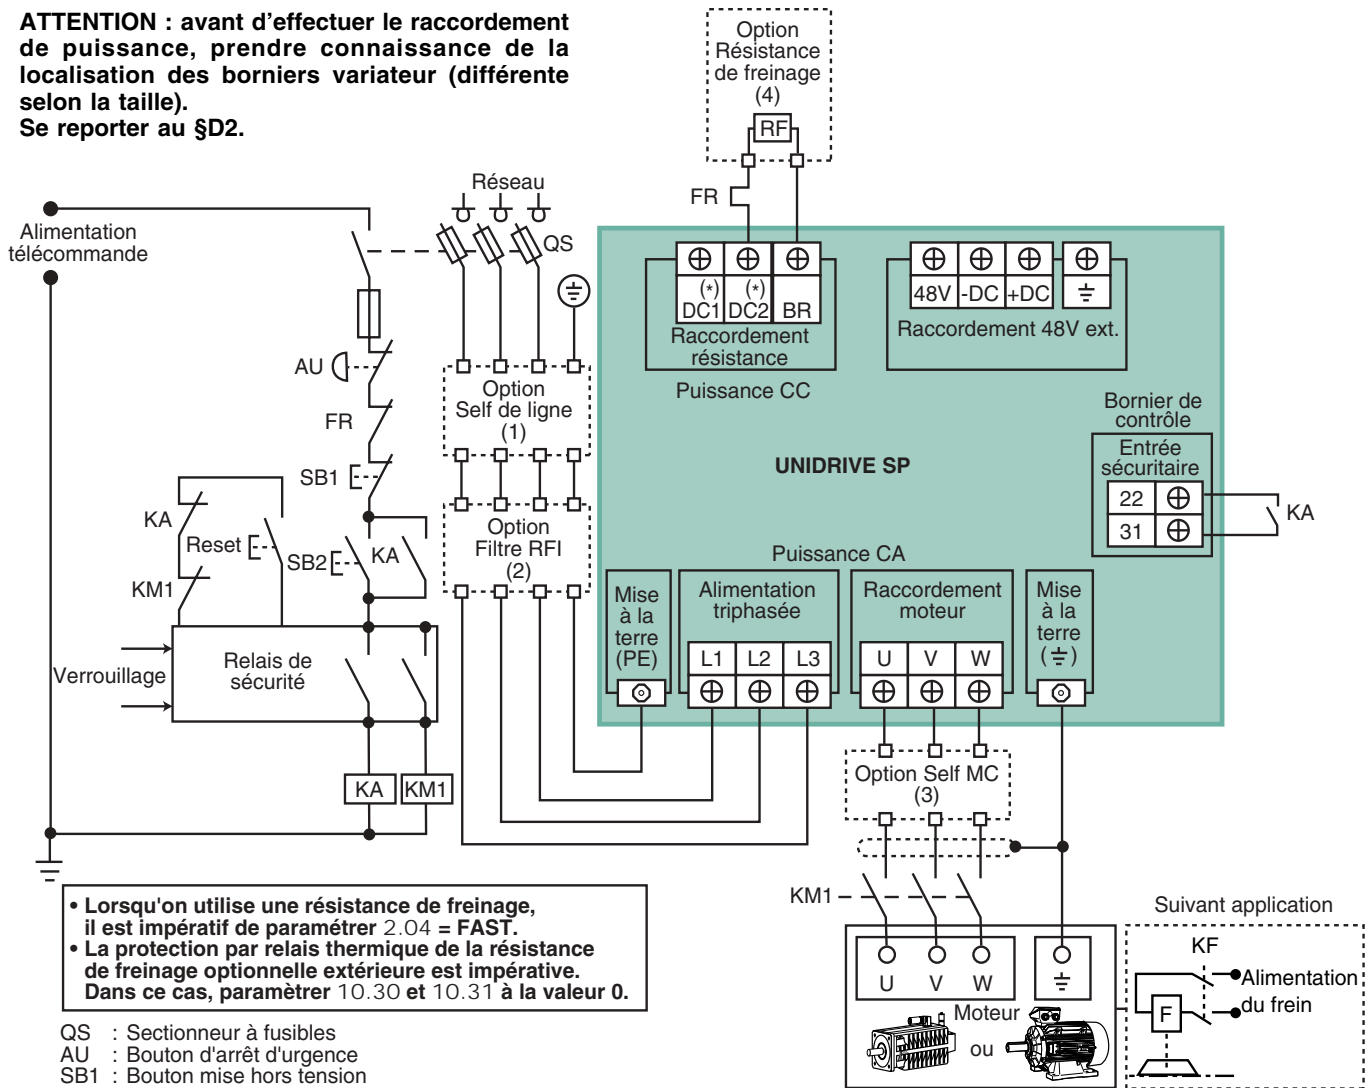 ATTENTION : avant d'effectuer le raccordement
de puissance, prendre connaissance de la
localisation des borniers variateur (différente
selon la taille).
Se reporter au §D2.
Option
Résistance
de freinage
(4)
RF
FR
Réseau
QS
Alimentation
télécommande
AU
FR
SB1
KA
Reset
SB2
KA
KM1
Verrouillage
Relais de
sécurité
KA
KM1
Option
Self de ligne
(1)
Option
Filtre RFI
(2)
(*)
DC1
(*)
DC2
BR
Raccordement
résistance
Puissance CC
48V
-DC
+DC
Raccordement 48V ext.
Bornier de
contrôle
Entrée
sécuritaire
22
31
KA
UNIDRIVE SP
Puissance CA
Mise
à la
terre
(PE)
Alimentation
triphasée
L1
L2
L3
Raccordement
moteur
U
V
W
Mise
à la
terre
(⏚)
Option Self MC
(3)
KM1
U
V
W
Moteur
ou
Suivant application
KF
Alimentation
du frein
F
• Lorsqu'on utilise une résistance de freinage,
il est impératif de paramétrer 2.04 = FAST.
• La protection par relais thermique de la résistance
de freinage optionnelle extérieure est impérative.
Dans ce cas, paramètrer 10.30 et 10.31 à la valeur 0.
QS : Sectionneur à fusibles
AU : Bouton d'arrêt d'urgence
SB1 : Bouton mise hors tension